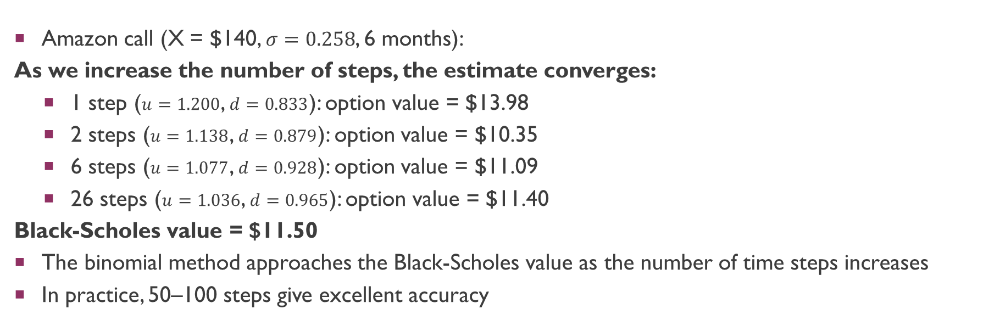 ▪ Amazon call (X = $140, σ = 0.258, 6 months):
As we increase the number of steps, the estimate converges:
▪ 1 step (u = 1.200, d = 0.833): option value = $13.98
▪ 2 steps (u = 1.138, d = 0.879): option value = $10.35
▪ 6 steps (u = 1.077, d = 0.928): option value = $11.09
▪ 26 steps (u = 1.036, d = 0.965): option value = $11.40
Black-Scholes value = $11.50
▪ The binomial method approaches the Black-Scholes value as the number of time steps increases
▪ In practice, 50–100 steps give excellent accuracy